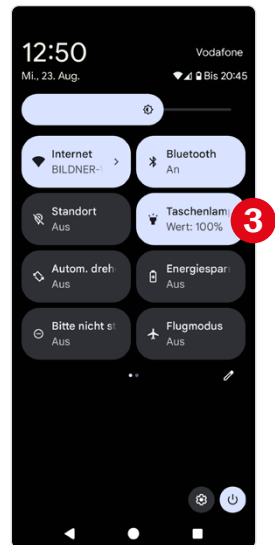 12:50
Vodafone
Mi., 23. Aug.
Bis 20:45
Internet
BILDNER-
Bluetooth
An
Standort
Aus
Taschenlam
Wert: 100%
3
Autom. dreh
Aus
Energiespar
Aus
Bitte nicht st
Aus
Flugmodus
Aus